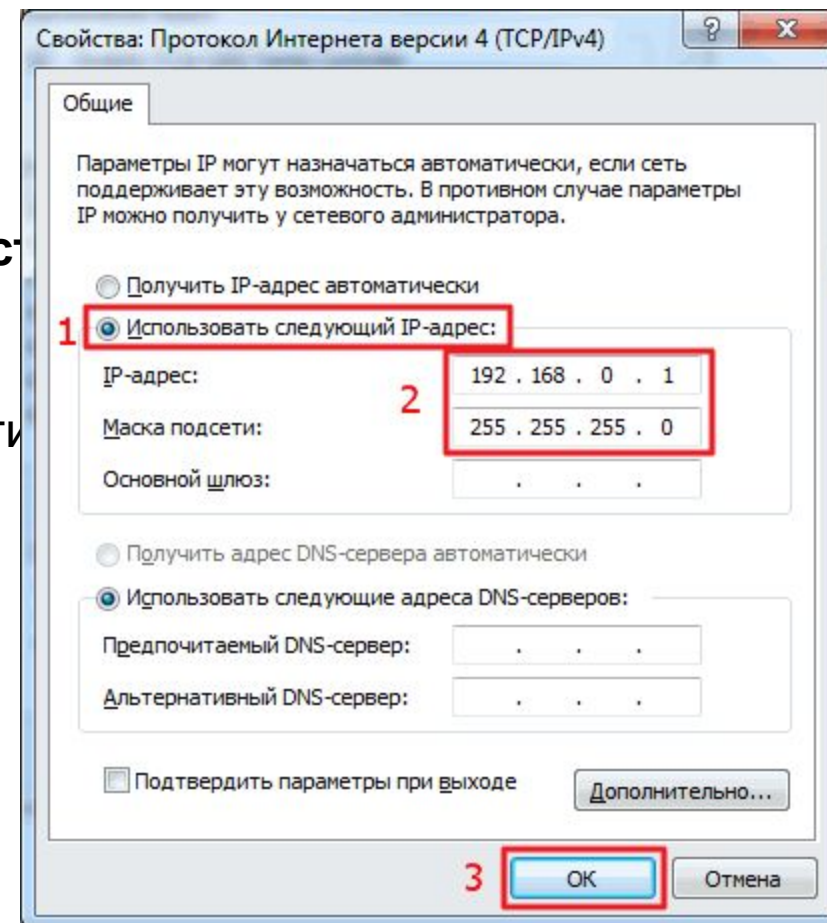 Свойства: Протокол Интернета версии 4 (TCP/IPv4)
Общие
Параметры IP могут назначаться автоматически, если сеть
поддерживает эту возможность. В противном случае параметры
IP можно получить у сетевого администратора.
Получить IP-адрес автоматически
1 Использовать следующий IP-адрес:
IP-адрес: 192 . 168 . 0 . 1
2
Маска подсети: 255 . 255 . 255 . 0
Основной шлюз: . . .
Получить адрес DNS-сервера автоматически
Использовать следующие адреса DNS-серверов:
Предпочитаемый DNS-сервер: . . .
Альтернативный DNS-сервер: . . .
Подтвердить параметры при выходе Дополнительно...
3 ОК Отмена